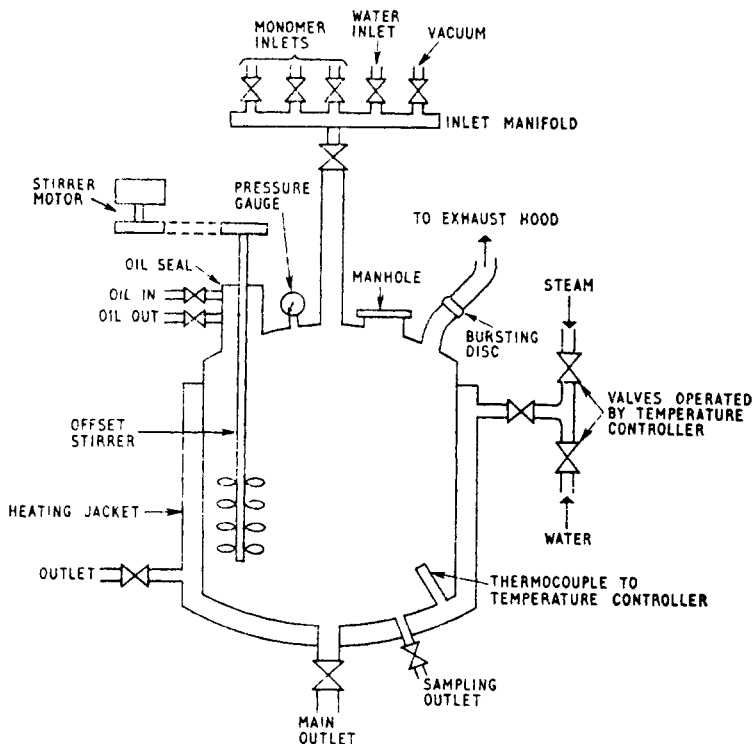 MONOMER
INLETS
WATER
INLET
VACUUM
INLET MANIFOLD
STIRRER
MOTOR
PRESSURE
GAUGE
TO EXHAUST HOOD
OIL SEAL
MANHOLE
STEAM
OIL IN
OIL OUT
BURSTING
DISC
VALVES OPERATED
BY TEMPERATURE
CONTROLLER
OFFSET
STIRRER
HEATING JACKET
WATER
OUTLET
THERMOCOUPLE TO
TEMPERATURE CONTROLLER
SAMPLING
OUTLET
MAIN
OUTLET